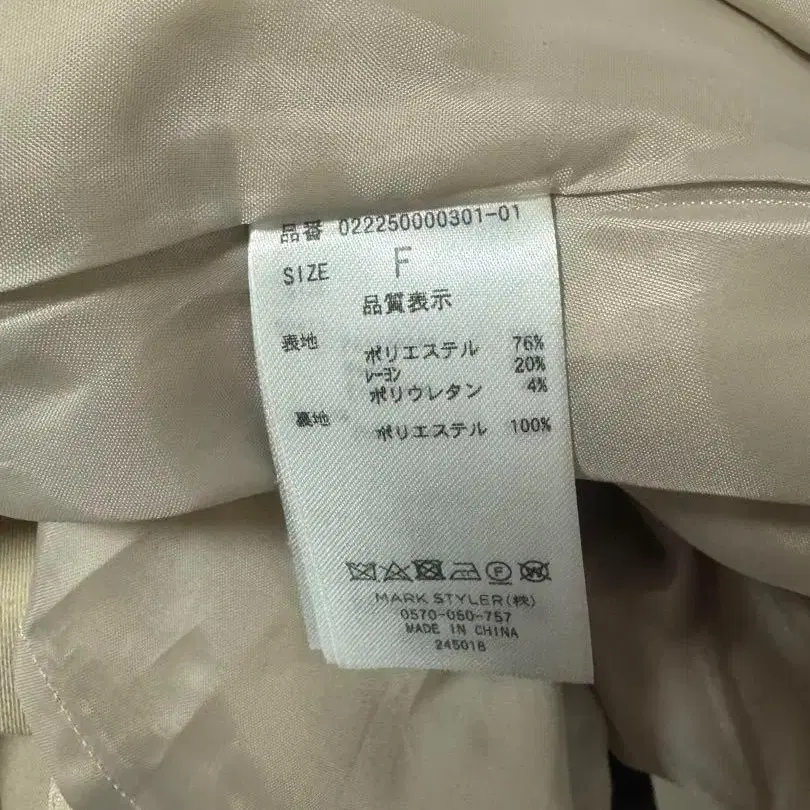 品番 022250000301-01
SIZE F
品質表示
表地 ポリエステル 76%
レーヨン 20%
ポリウレタン 4%
裏地 ポリエステル 100%
MARK STYLER(株)
0570-060-757
MADE IN CHINA
245018